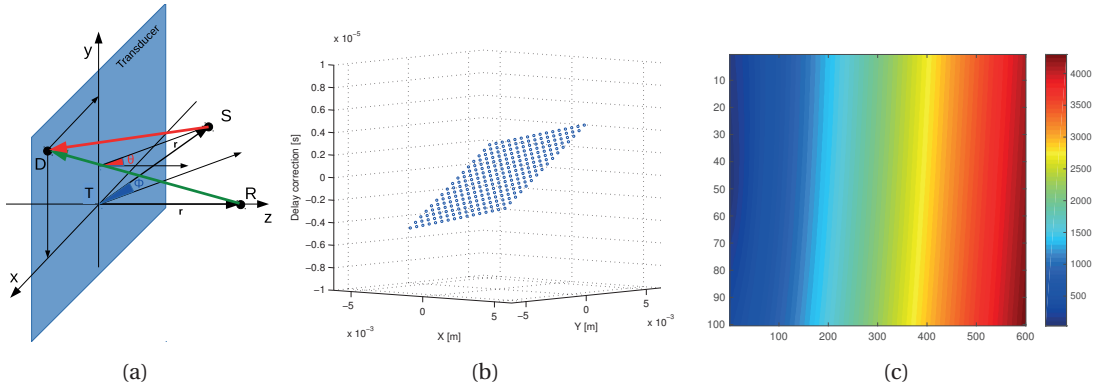 Transducer
y
S
D
r
θ
T
Φ
R
r
z
x
(a)
x 10⁻⁵
1
0.8
0.6
0.4
0.2
0
−0.2
−0.4
−0.6
−0.8
−1
Delay correction [s]
−5
0
5
x 10⁻³
X [m]
−5
0
5
x 10⁻³
Y [m]
(b)
10
20
30
40
50
60
70
80
90
100
100
200
300
400
500
600
4000
3500
3000
2500
2000
1500
1000
500
(c)